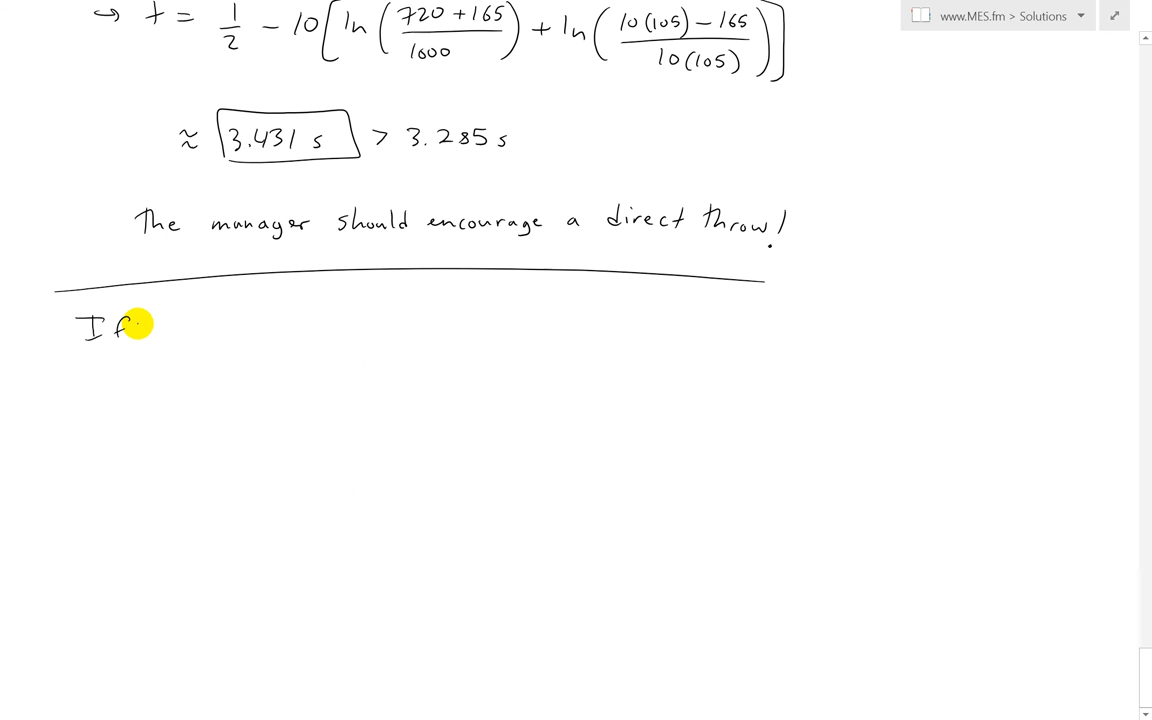 www.MES.fm > Solutions
↪ t = 1/2 - 10[ln((720 + 165)/1000) + ln((10(105) - 165)/(10(105)))]
≈ 3.431 s > 3.285 s
The manager should encourage a direct throw!
If